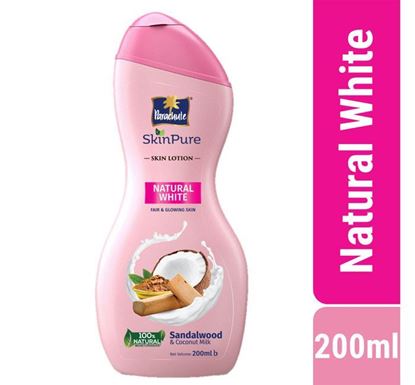 Parachute
SkinPure
SKIN LOTION
NATURAL
WHITE
FAIR & GLOWING SKIN
100%
NATURAL
Sandalwood
& Coconut Milk
Net Volume 200ml
Natural White
200ml